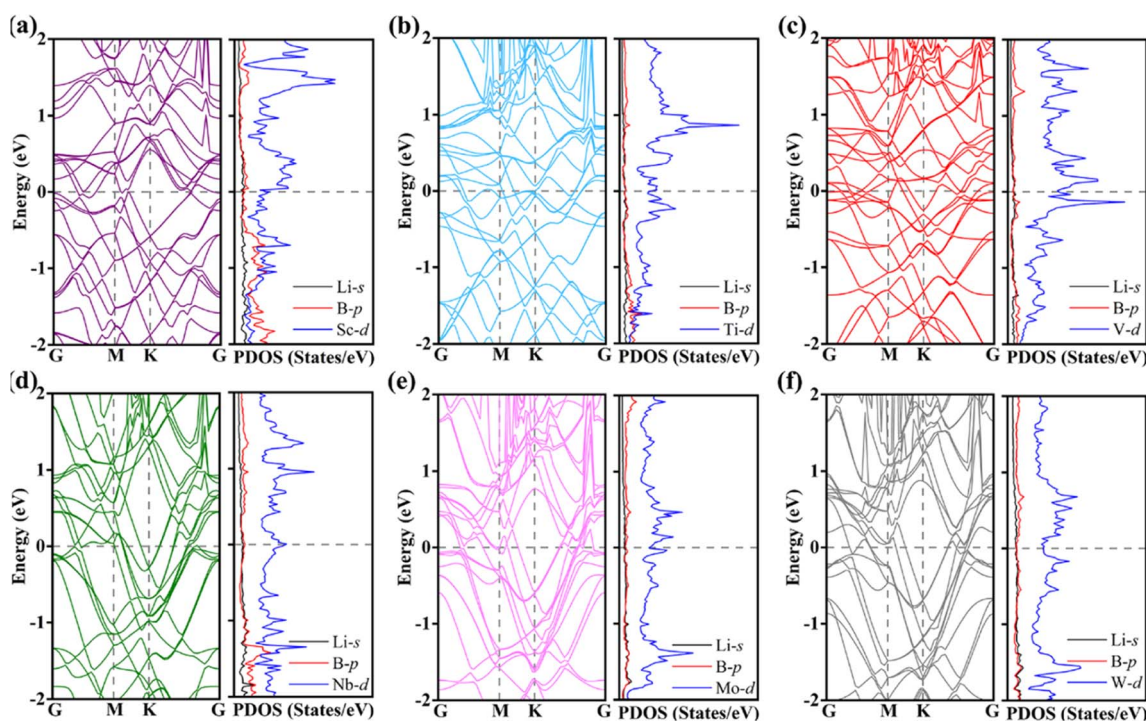 (a)
2
1
0
-1
-2
Energy (eV)
G M K G
Li-s
B-p
Sc-d
PDOS (States/eV)
(b)
2
1
0
-1
-2
Energy (eV)
G M K G
Li-s
B-p
Ti-d
PDOS (States/eV)
(c)
2
1
0
-1
-2
Energy (eV)
G M K G
Li-s
B-p
V-d
PDOS (States/eV)
(d)
2
1
0
-1
-2
Energy (eV)
G M K G
Li-s
B-p
Nb-d
PDOS (States/eV)
(e)
2
1
0
-1
-2
Energy (eV)
G M K G
Li-s
B-p
Mo-d
PDOS (States/eV)
(f)
2
1
0
-1
-2
Energy (eV)
G M K G
Li-s
B-p
W-d
PDOS (States/eV)